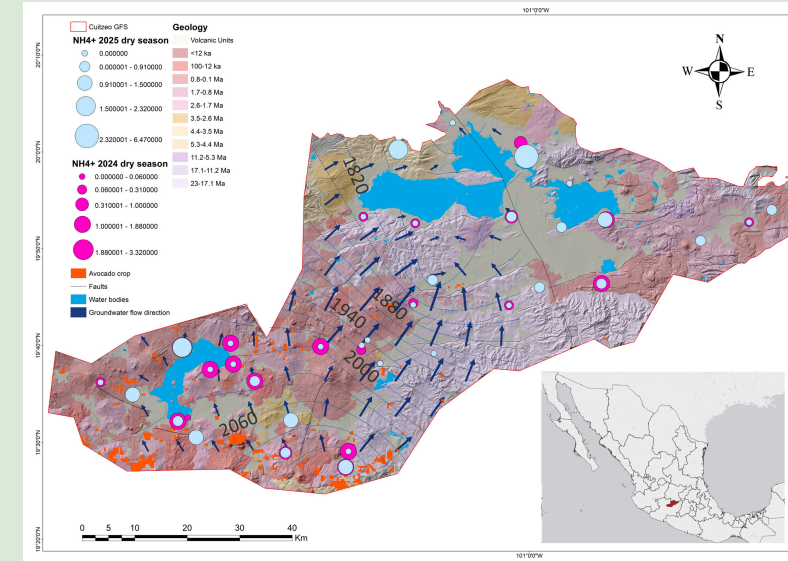 101°0'0"W
Cuitzeo GFS
NH4+ 2025 dry season
0.000000
0.000001 - 0.910000
0.910001 - 1.500000
1.500001 - 2.320000
2.320001 - 6.470000
NH4+ 2024 dry season
0.000000 - 0.060000
0.060001 - 0.310000
0.310001 - 1.000000
1.000001 - 1.880000
1.880001 - 3.320000
Avocado crop
Faults
Water bodies
Groundwater flow direction
Geology
Volcanic Units
<12 ka
100-12 ka
0.8-0.1 Ma
1.7-0.8 Ma
2.6-1.7 Ma
3.5-2.6 Ma
4.4-3.5 Ma
5.3-4.4 Ma
11.2-5.3 Ma
17.1-11.2 Ma
23-17.1 Ma
N
W E
S
20°10'0"N
20°0'0"N
19°50'0"N
19°40'0"N
19°30'0"N
19°20'0"N
1820
1880
1940
2000
2060
0 5 10 20 30 40
Km
101°0'0"W